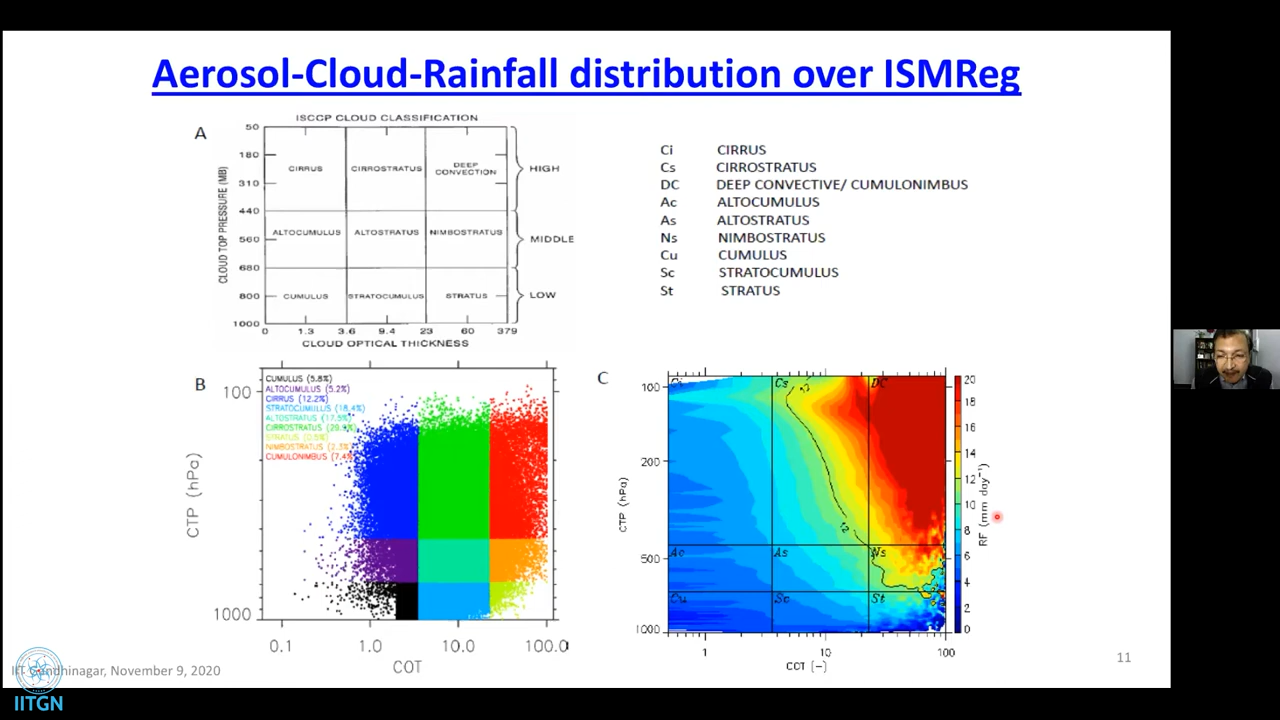 Aerosol-Cloud-Rainfall distribution over ISMReg
A
ISCCP CLOUD CLASSIFICATION
CLOUD TOP PRESSURE (MB)
50
180
310
440
560
680
800
1000
CIRRUS
CIRROSTRATUS
DEEP
CONVECTION
HIGH
ALTOCUMULUS
ALTOSTRATUS
NIMBOSTRATUS
MIDDLE
CUMULUS
STRATOCUMULUS
STRATUS
LOW
0 1.3 3.6 9.4 23 60 379
CLOUD OPTICAL THICKNESS
Ci CIRRUS
Cs CIRROSTRATUS
DC DEEP CONVECTIVE/ CUMULONIMBUS
Ac ALTOCUMULUS
As ALTOSTRATUS
Ns NIMBOSTRATUS
Cu CUMULUS
Sc STRATOCUMULUS
St STRATUS
B
CUMULUS (5.8%)
ALTOCUMULUS (5.2%)
CIRRUS (12.2%)
STRATOCUMULUS (18.4%)
ALTOSTRATUS (17.5%)
CIRROSTRATUS
STRATUS (0.5%)
NIMBOSTRATUS (2.3%)
CUMULONIMBUS (7.4%
100
1000
CTP (hPa)
0.1 1.0 10.0 100.0
COT
C
Ci Cs DC
Ac As Ns
Cu Sc St
12
12
100
200
500
1000
CTP (hPa)
1 10 100
CCT (-)
20
18
16
14
12
10
8
6
4
2
0
RF (mm day⁻¹)
IIT Gandhinagar, November 9, 2020
11
IITGN